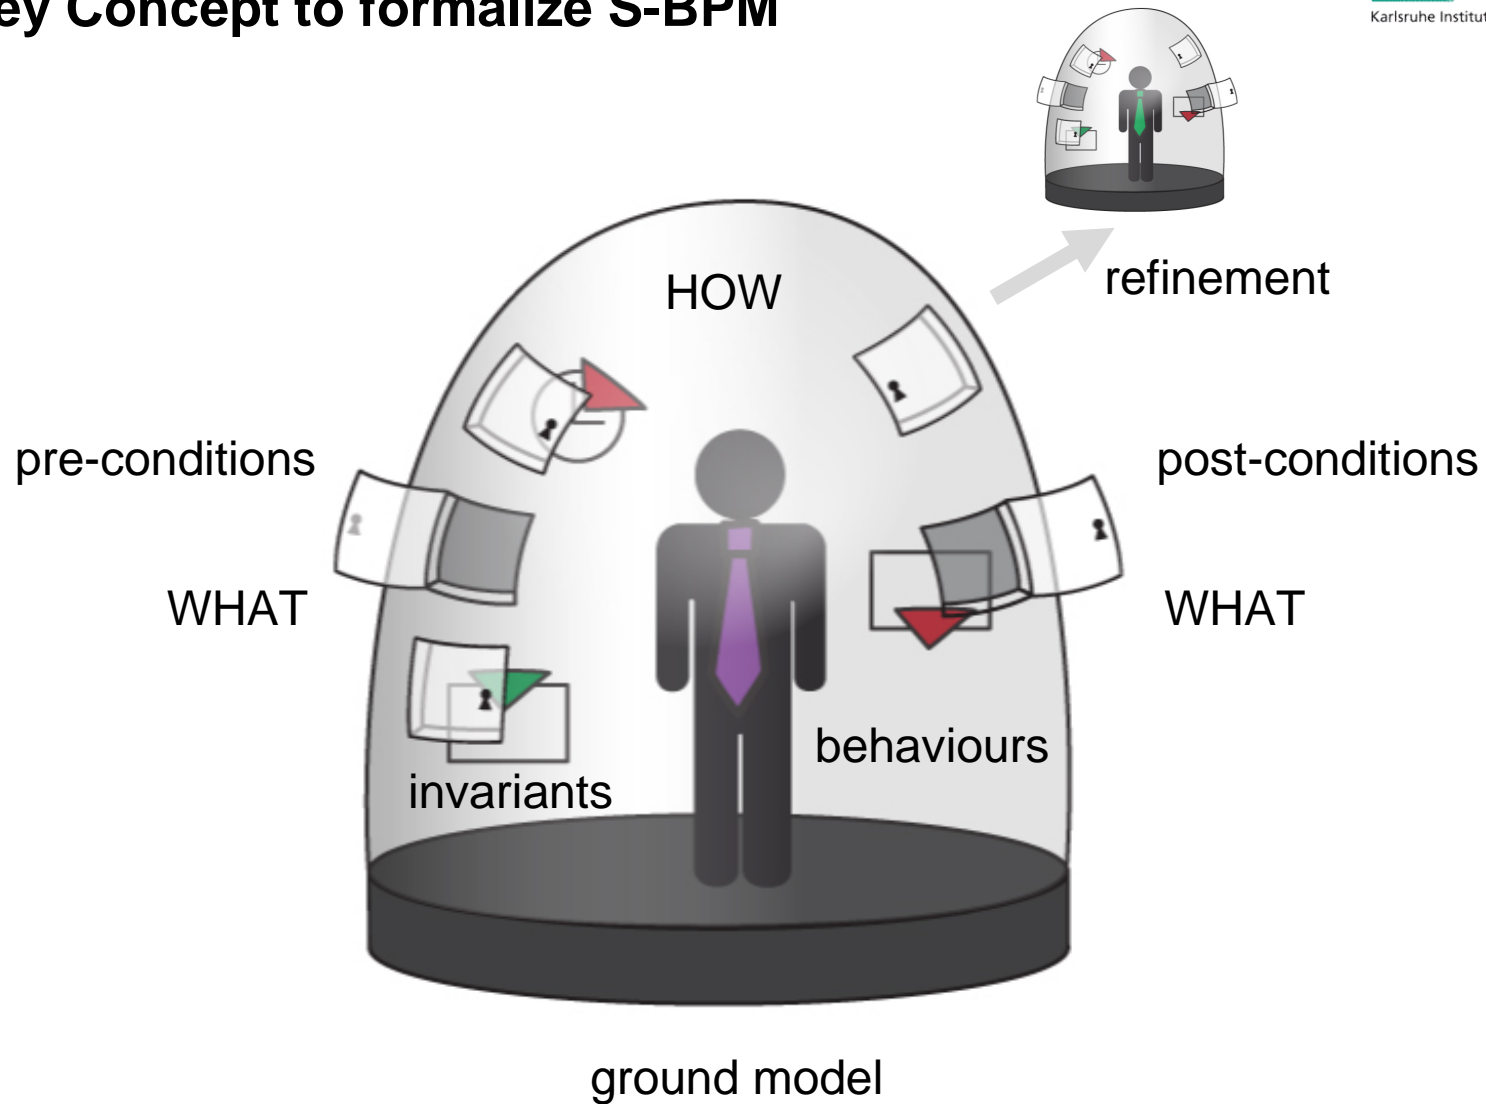 ey Concept to formalize S-BPM
Karlsruhe Institut
refinement
HOW
pre-conditions
post-conditions
WHAT
WHAT
behaviours
invariants
ground model